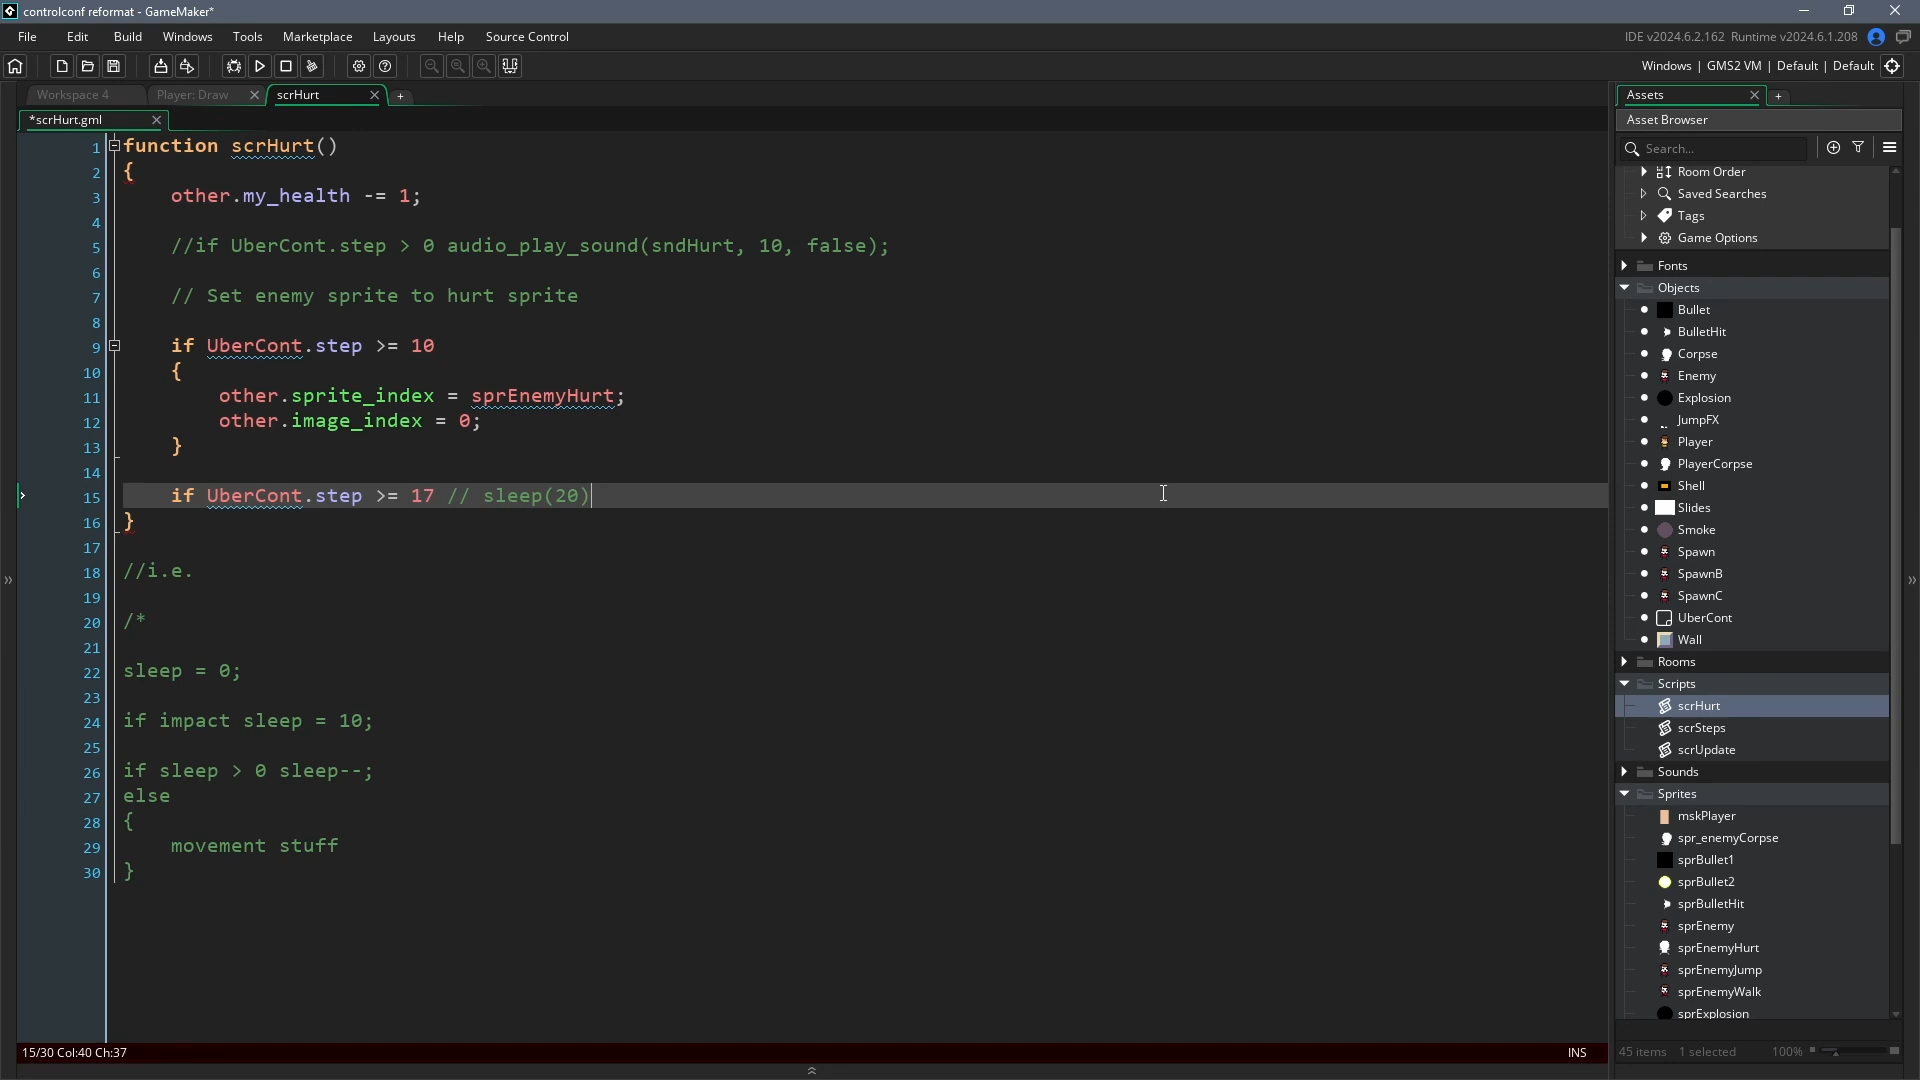 controlconf reformat - GameMaker*
File Edit Build Windows Tools Marketplace Layouts Help Source Control
IDE v2024.6.2.162 Runtime v2024.6.1.208
Windows | GMS2 VM | Default | Default
Workspace 4
Player: Draw
scrHurt
*scrHurt.gml
1 function scrHurt()
2 {
3 other.my_health -= 1;
4
5 //if UberCont.step > 0 audio_play_sound(sndHurt, 10, false);
6
7 // Set enemy sprite to hurt sprite
8
9 if UberCont.step >= 10
10 {
11 other.sprite_index = sprEnemyHurt;
12 other.image_index = 0;
13 }
14
15 if UberCont.step >= 17 // sleep(20)
16 }
17
18 //i.e.
19
20 /*
21
22 sleep = 0;
23
24 if impact sleep = 10;
25
26 if sleep > 0 sleep--;
27 else
28 {
29 movement stuff
30 }
15/30 Col:40 Ch:37
INS
Assets
Asset Browser
Search...
Room Order
Saved Searches
Tags
Game Options
Fonts
Objects
Bullet
BulletHit
Corpse
Enemy
Explosion
JumpFX
Player
PlayerCorpse
Shell
Slides
Smoke
Spawn
SpawnB
SpawnC
UberCont
Wall
Rooms
Scripts
scrHurt
scrSteps
scrUpdate
Sounds
Sprites
mskPlayer
spr_enemyCorpse
sprBullet1
sprBullet2
sprBulletHit
sprEnemy
sprEnemyHurt
sprEnemyJump
sprEnemyWalk
sprExplosion
45 items 1 selected 100%